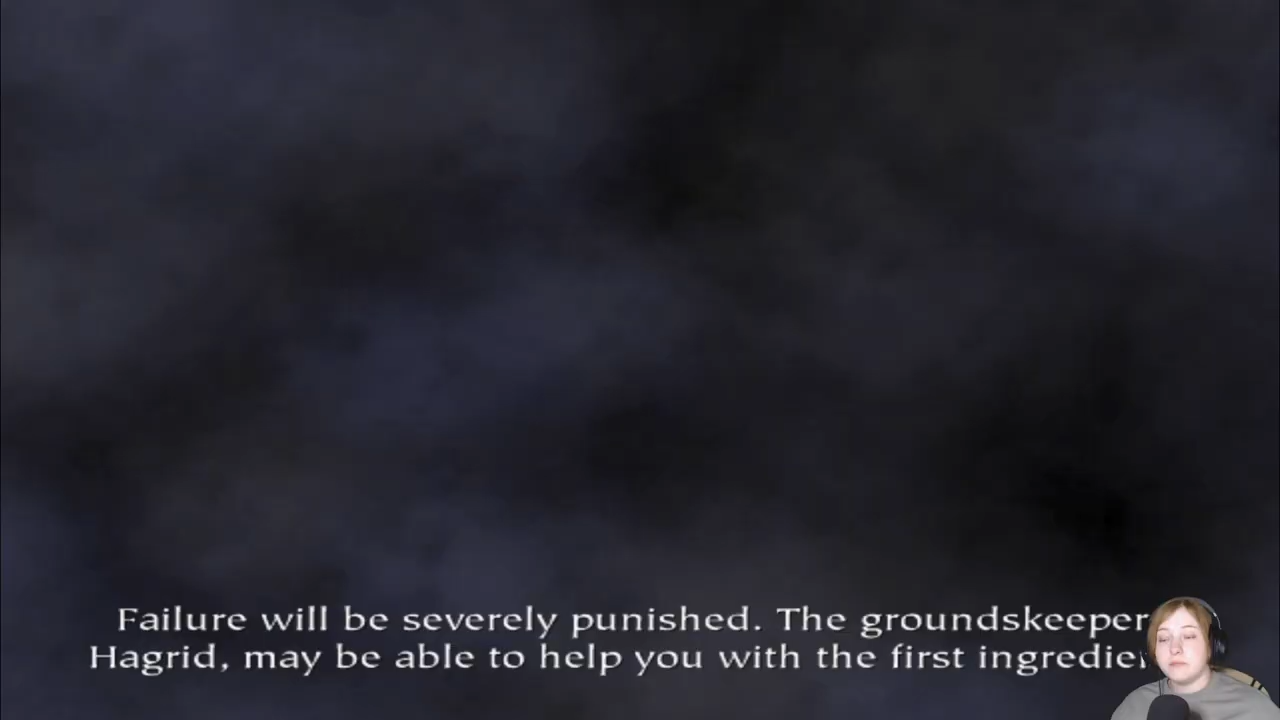 Failure will be severely punished. The groundskeeper
Hagrid, may be able to help you with the first